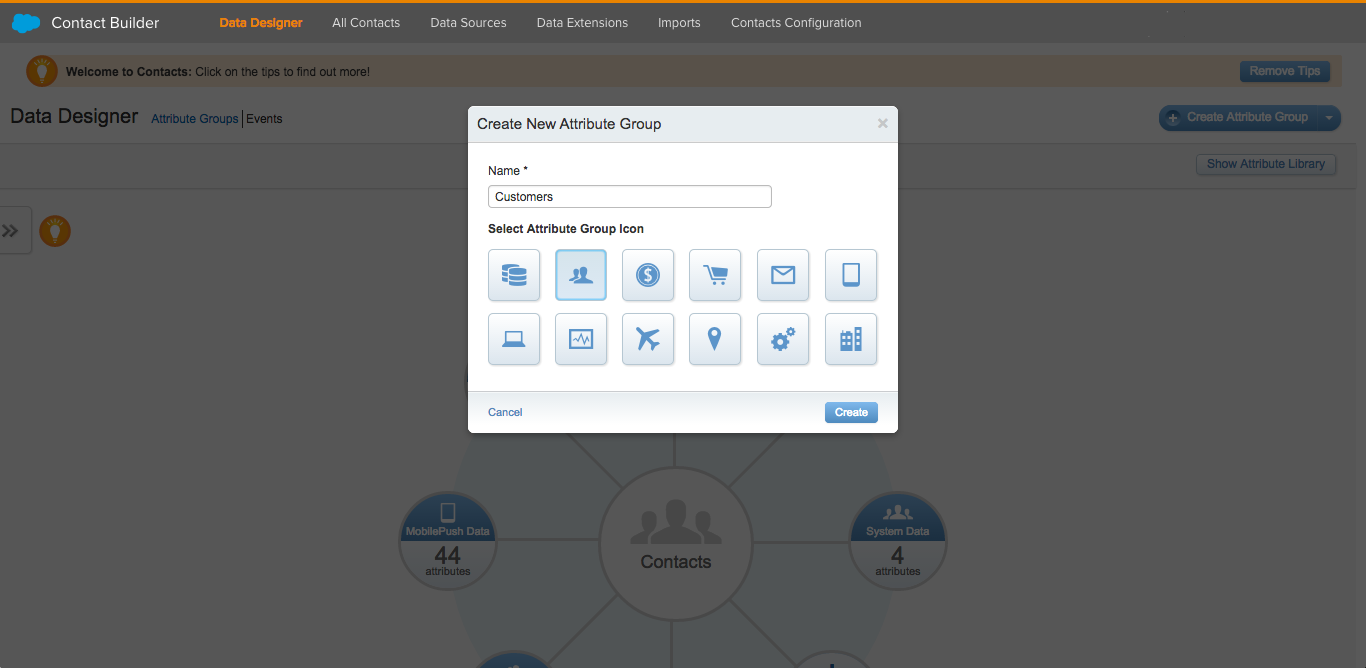 Contact Builder
Data Designer All Contacts Data Sources Data Extensions Imports Contacts Configuration
Welcome to Contacts: Click on the tips to find out more!
Remove Tips
Data Designer Attribute Groups Events
Create Attribute Group
Show Attribute Library
Create New Attribute Group
Name *
Customers
Select Attribute Group Icon
$
Cancel Create
MobilePush Data
44
attributes
Contacts
System Data
4
attributes